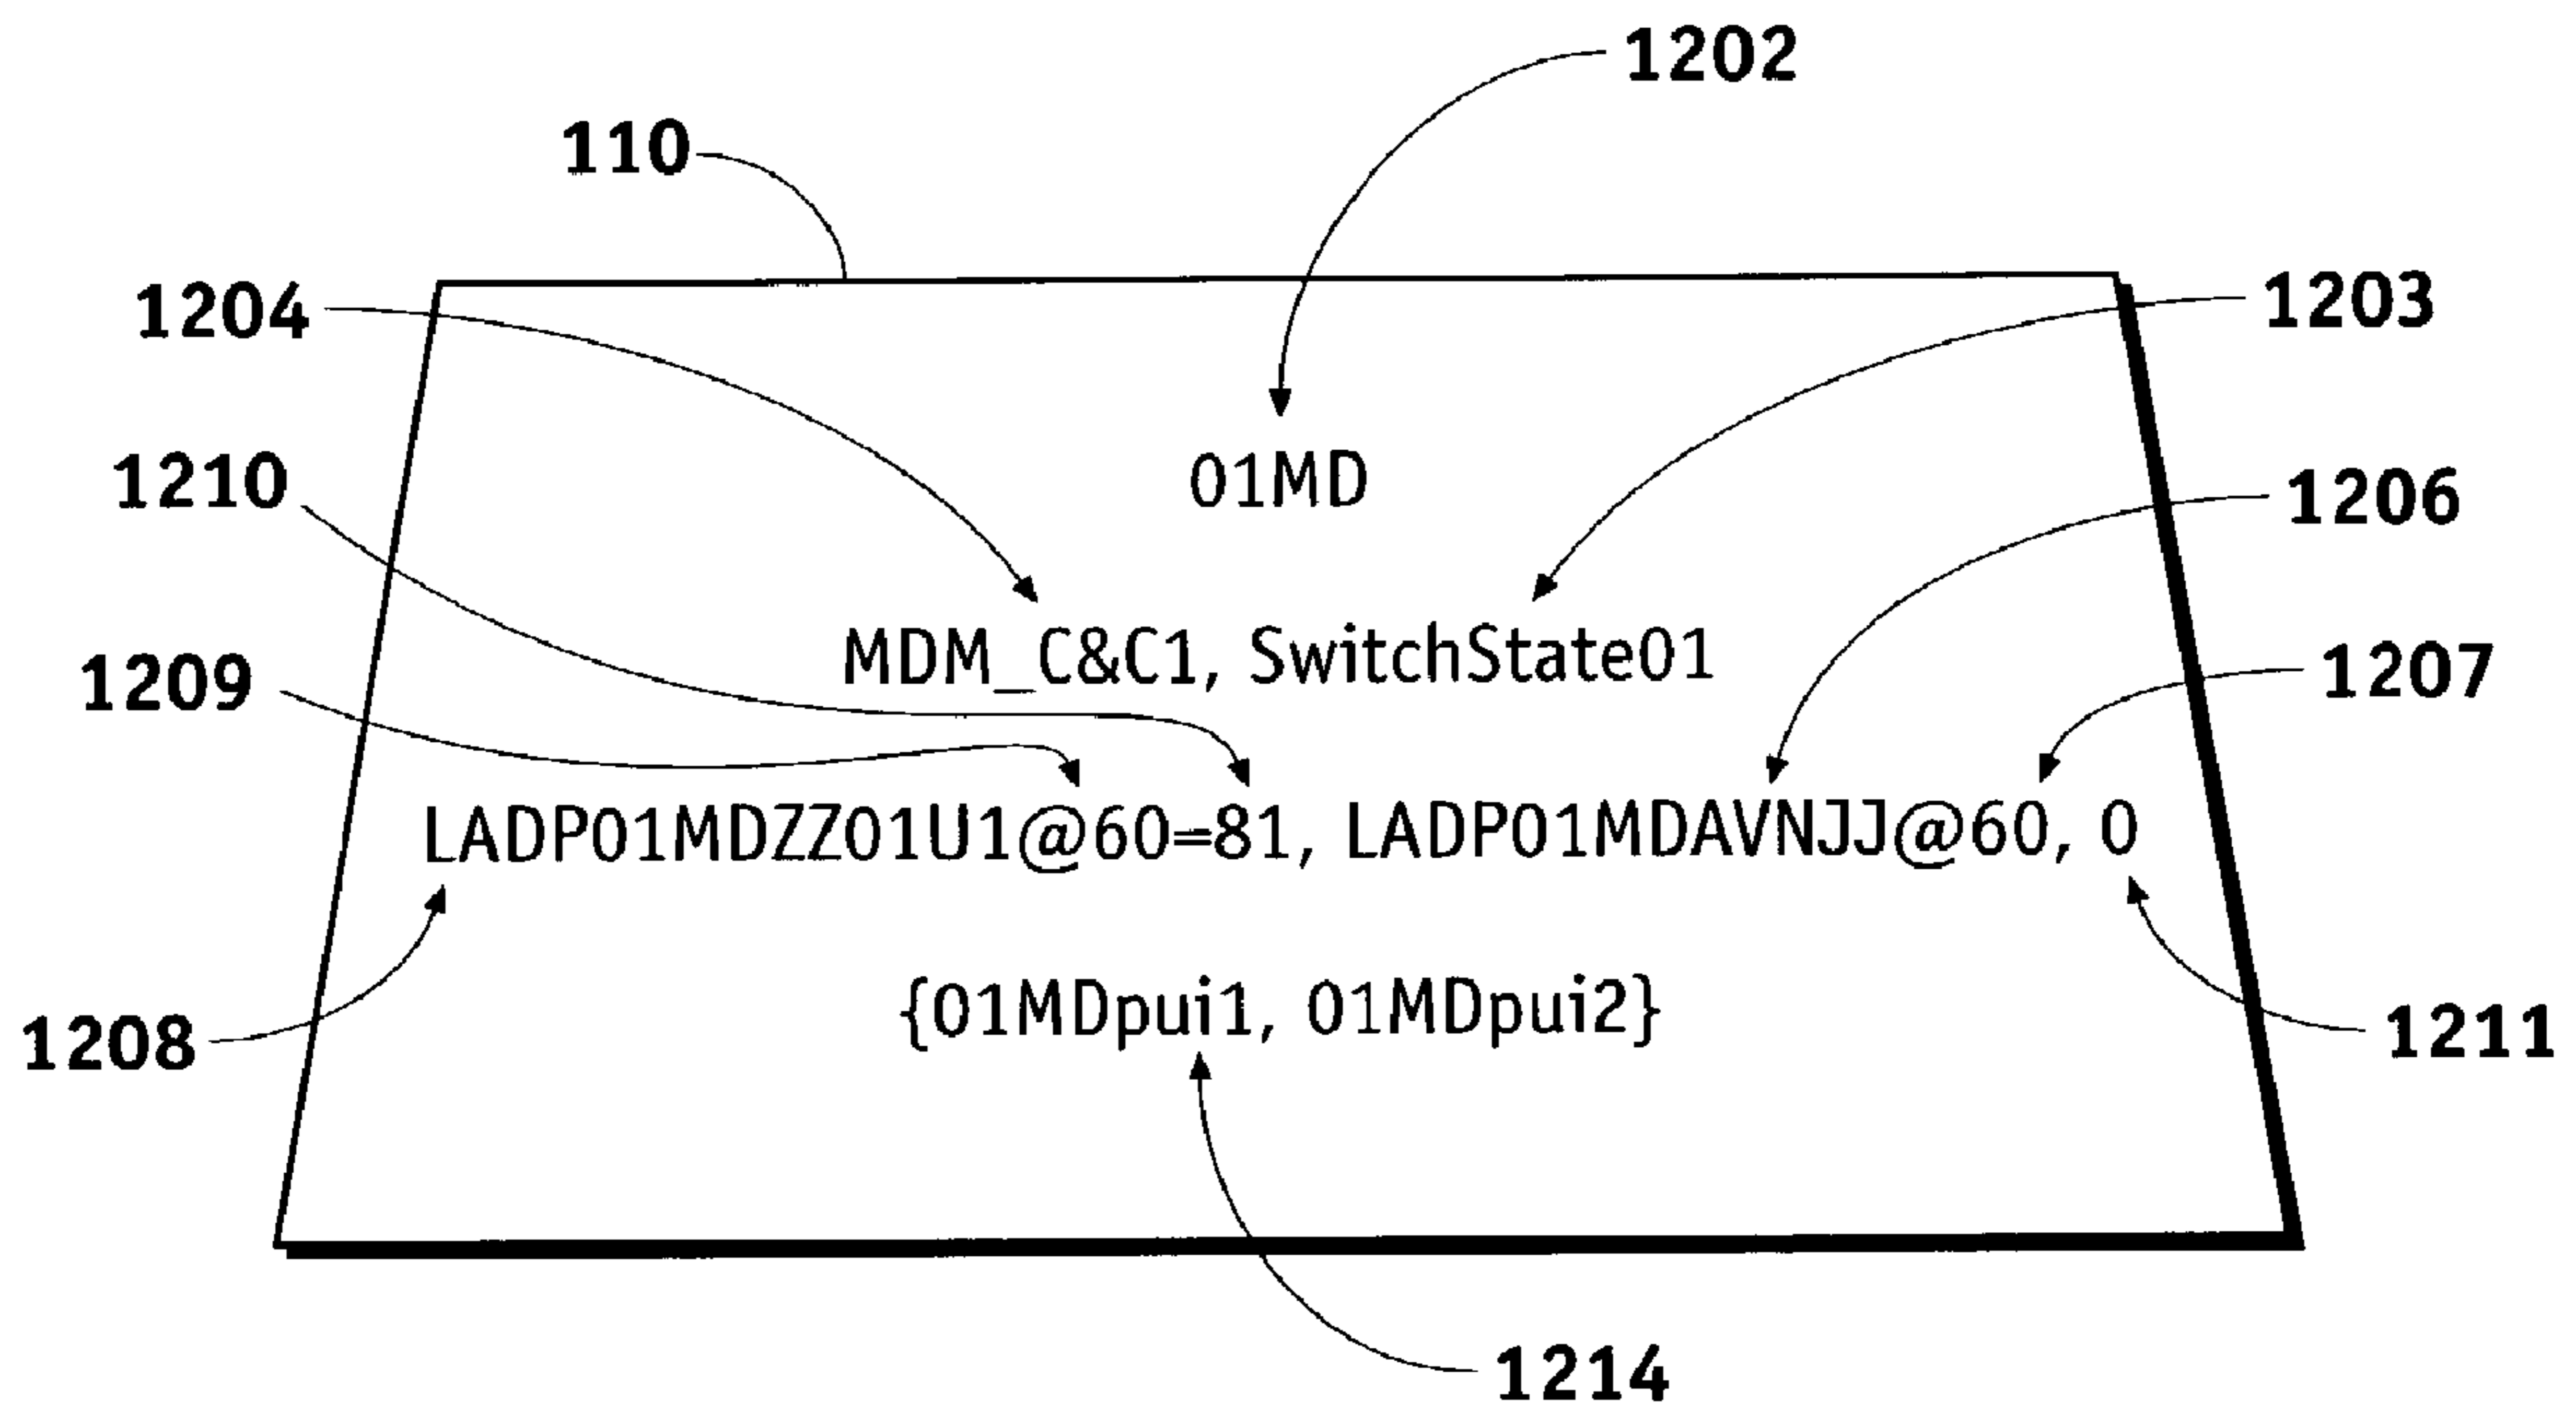 1202
110
1204
1203
01MD
1210
1206
MDM_C&C1, SwitchState01
1209
1207
LADP01MDZZ01U1@60=81, LADP01MDAVNJJ@60, 0
{01MDpui1, 01MDpui2}
1208
1211
1214